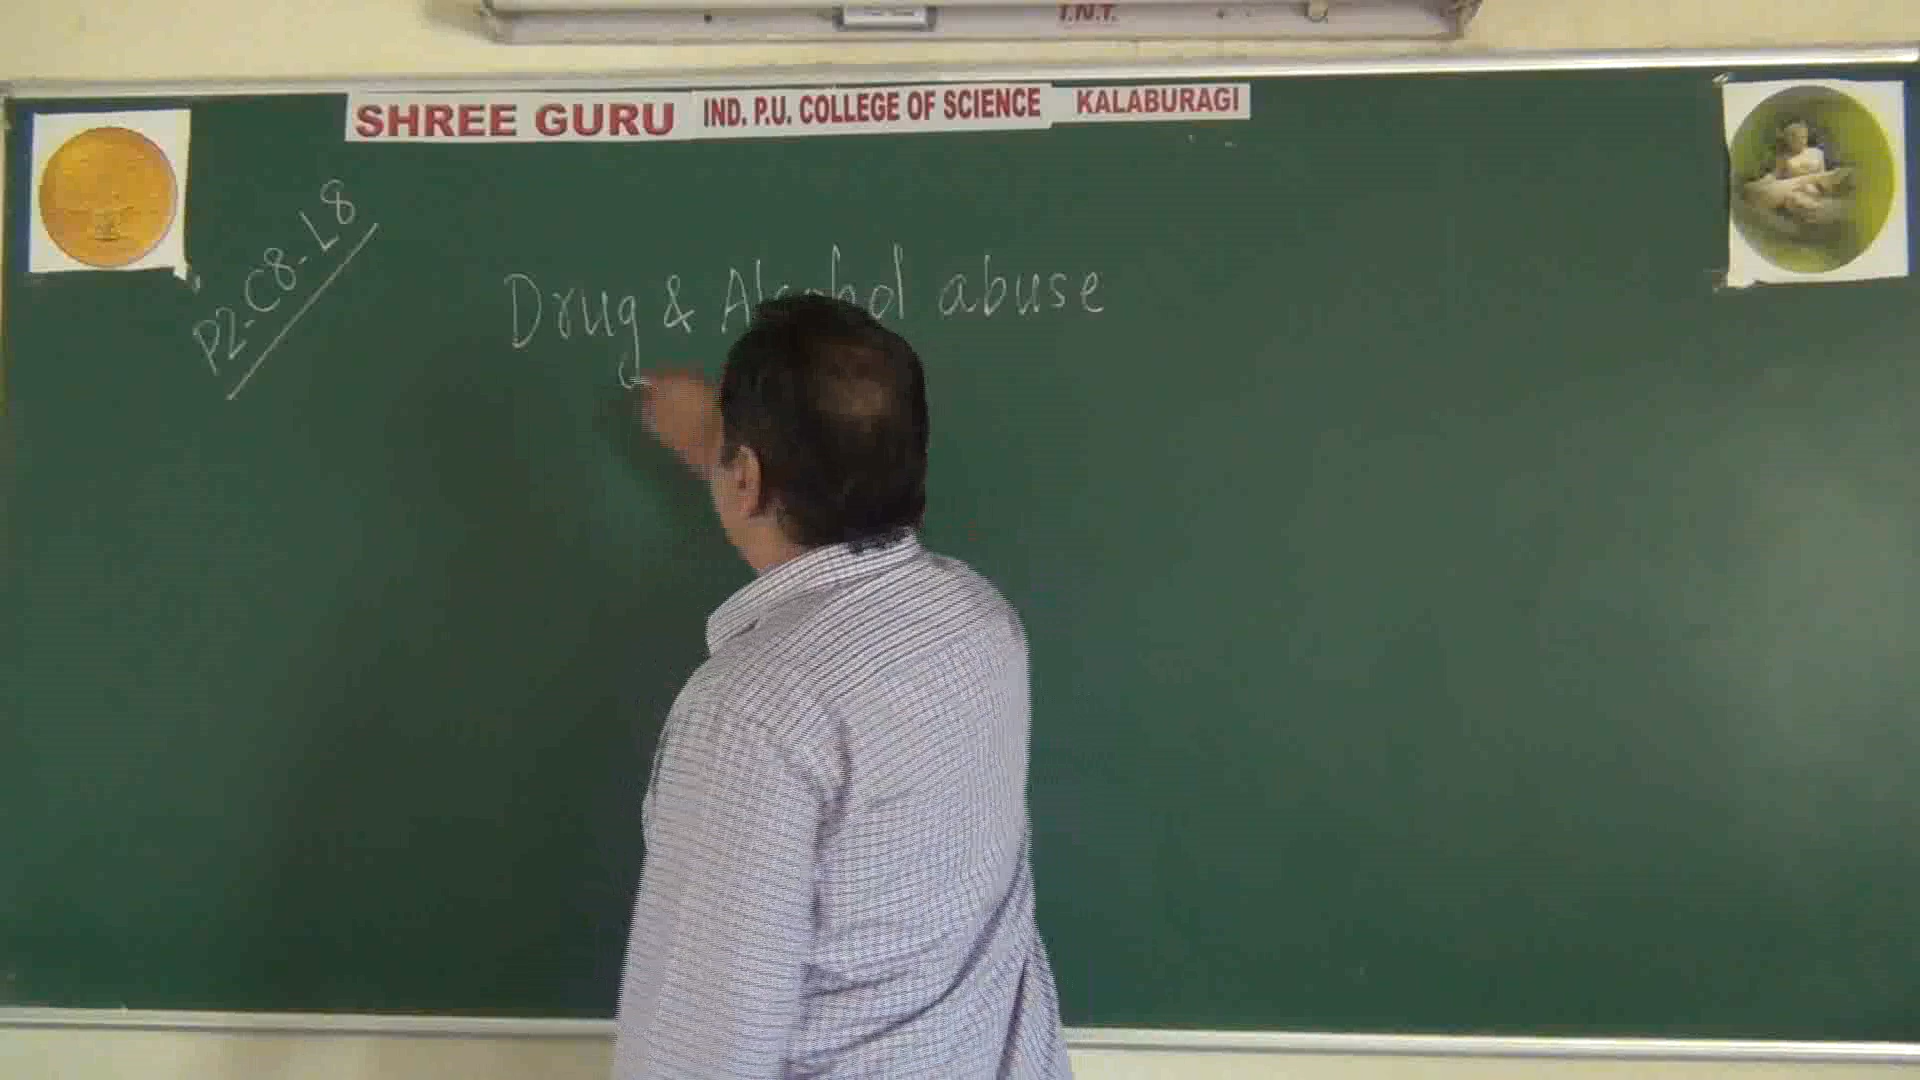 I.N.T.
SHREE GURU IND. P.U. COLLEGE OF SCIENCE KALABURAGI
P2-C8-L8
Drug & Alcohol abuse